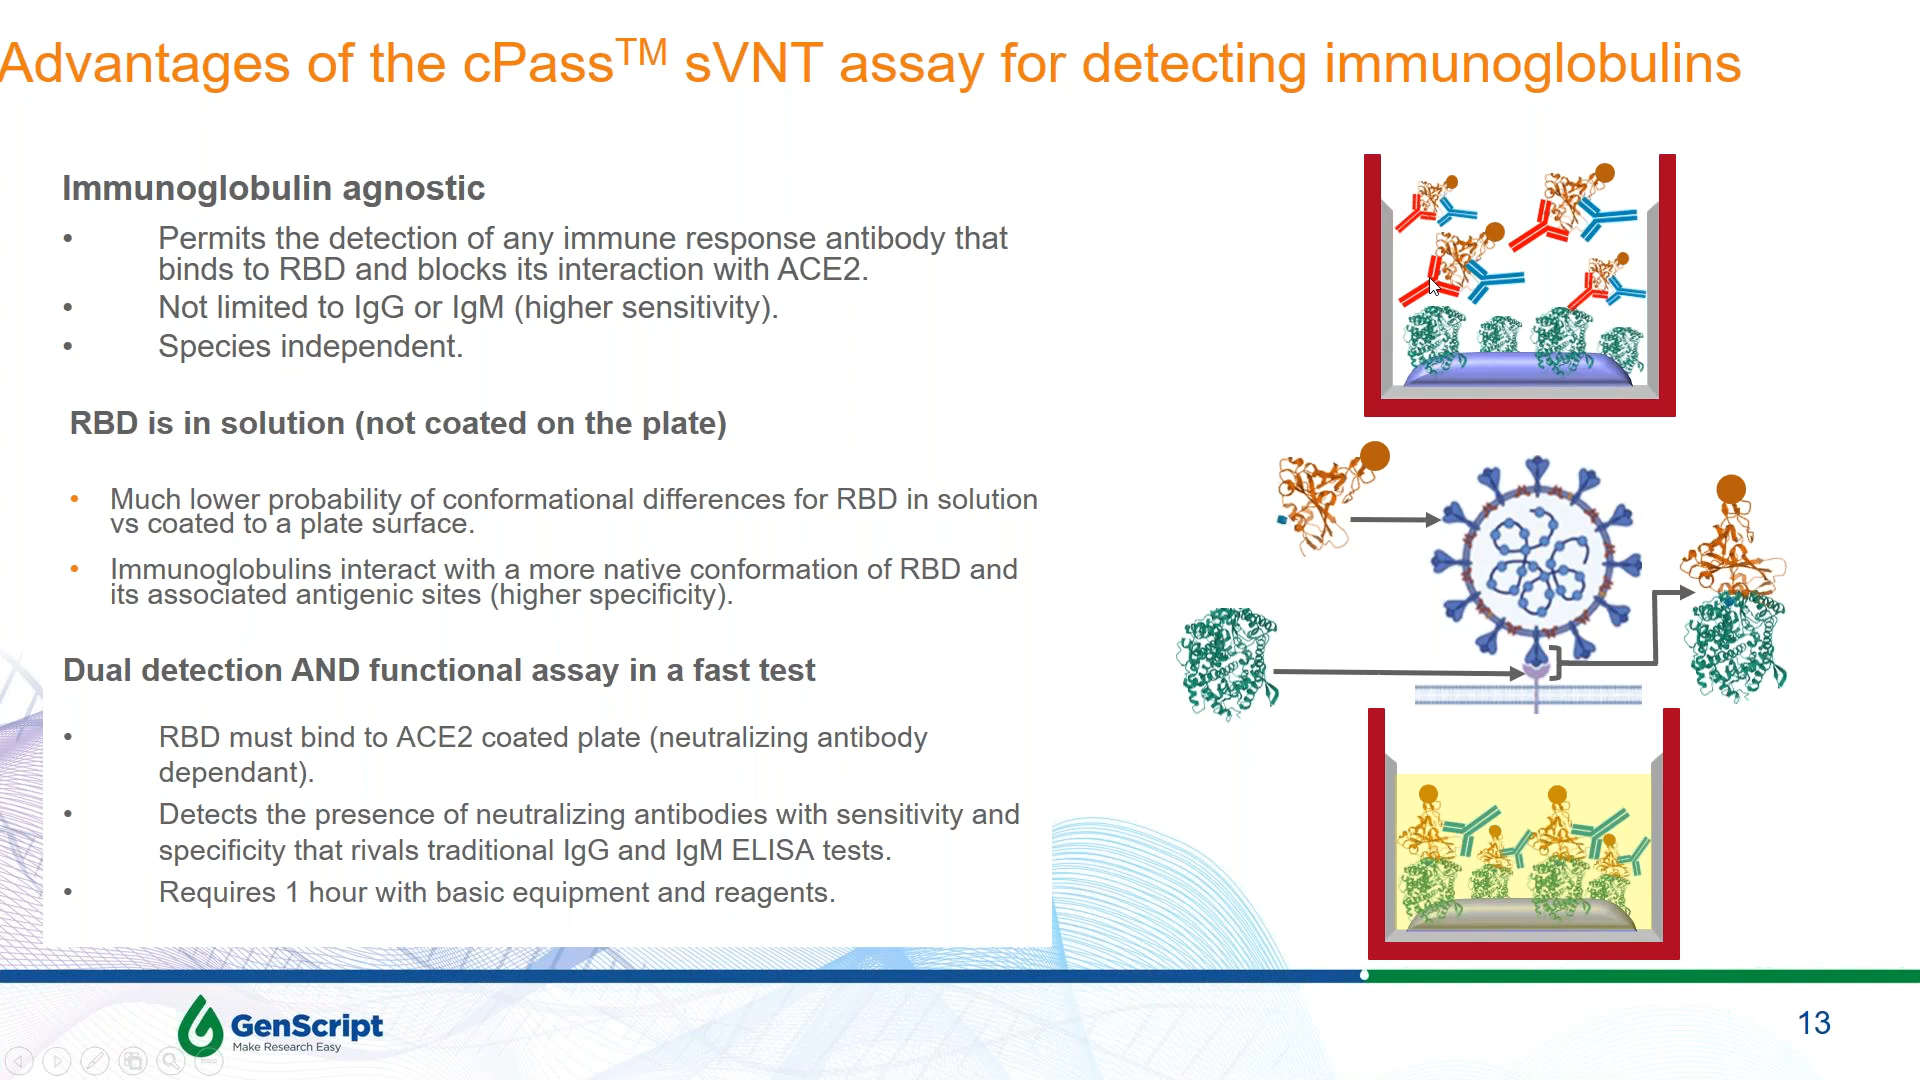 Advantages of the cPass™ sVNT assay for detecting immunoglobulins
Immunoglobulin agnostic
• Permits the detection of any immune response antibody that
binds to RBD and blocks its interaction with ACE2.
• Not limited to IgG or IgM (higher sensitivity).
• Species independent.
RBD is in solution (not coated on the plate)
• Much lower probability of conformational differences for RBD in solution
vs coated to a plate surface.
• Immunoglobulins interact with a more native conformation of RBD and
its associated antigenic sites (higher specificity).
Dual detection AND functional assay in a fast test
• RBD must bind to ACE2 coated plate (neutralizing antibody
dependant).
• Detects the presence of neutralizing antibodies with sensitivity and
specificity that rivals traditional IgG and IgM ELISA tests.
• Requires 1 hour with basic equipment and reagents.
GenScript
Make Research Easy
13